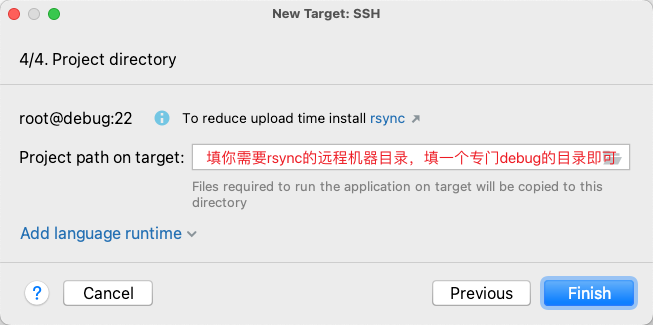 New Target: SSH
4/4. Project directory
root@debug:22
To reduce upload time install rsync
Project path on target:
填你需要rsync的远程机器目录，填一个专门debug的目录即可
Files required to run the application on target will be copied to this
directory
Add language runtime
?
Cancel
Previous
Finish